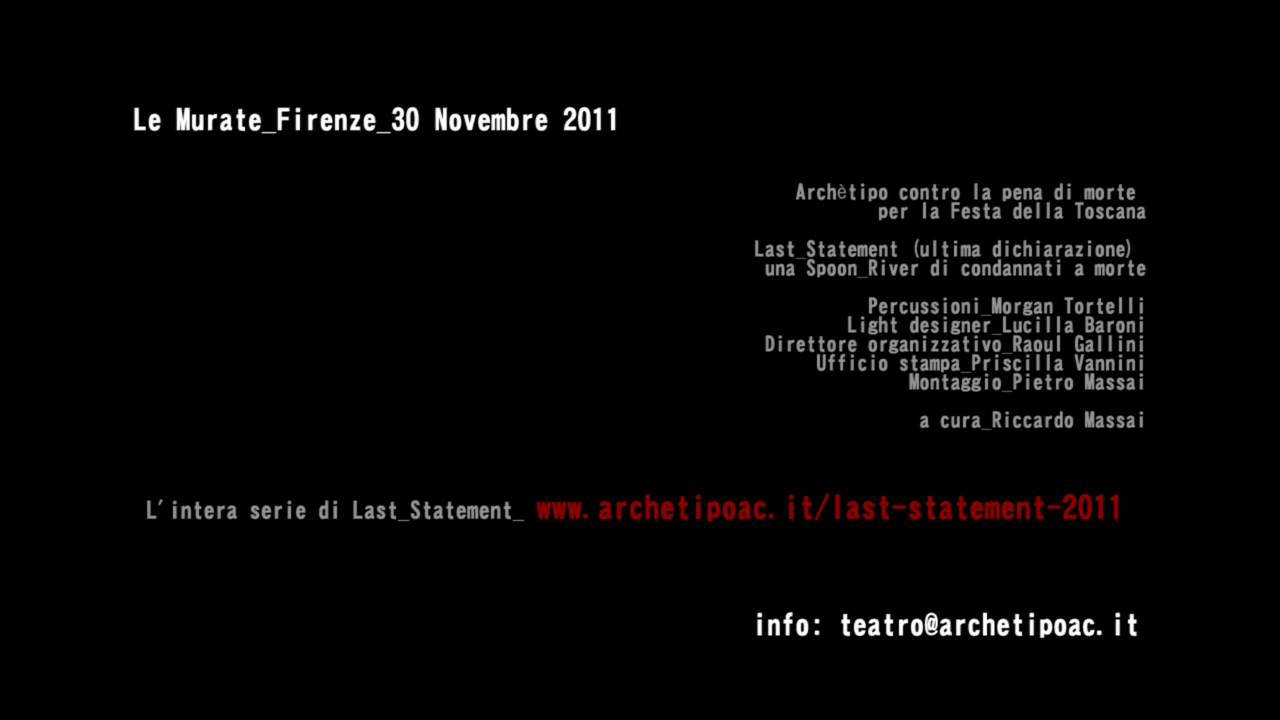 Le Murate_Firenze_30 Novembre 2011
Archètipo contro la pena di morte
per la Festa della Toscana
Last_Statement (ultima dichiarazione)
una Spoon_River di condannati a morte
Percussioni_Morgan Tortelli
Light designer_Lucilla Baroni
Direttore organizzativo_Raoul Gallini
Ufficio stampa_Priscilla Vannini
Montaggio_Pietro Massai
a cura_Riccardo Massai
L'intera serie di Last_Statement_ www.archetipoac.it/last-statement-2011
info: teatro@archetipoac.it